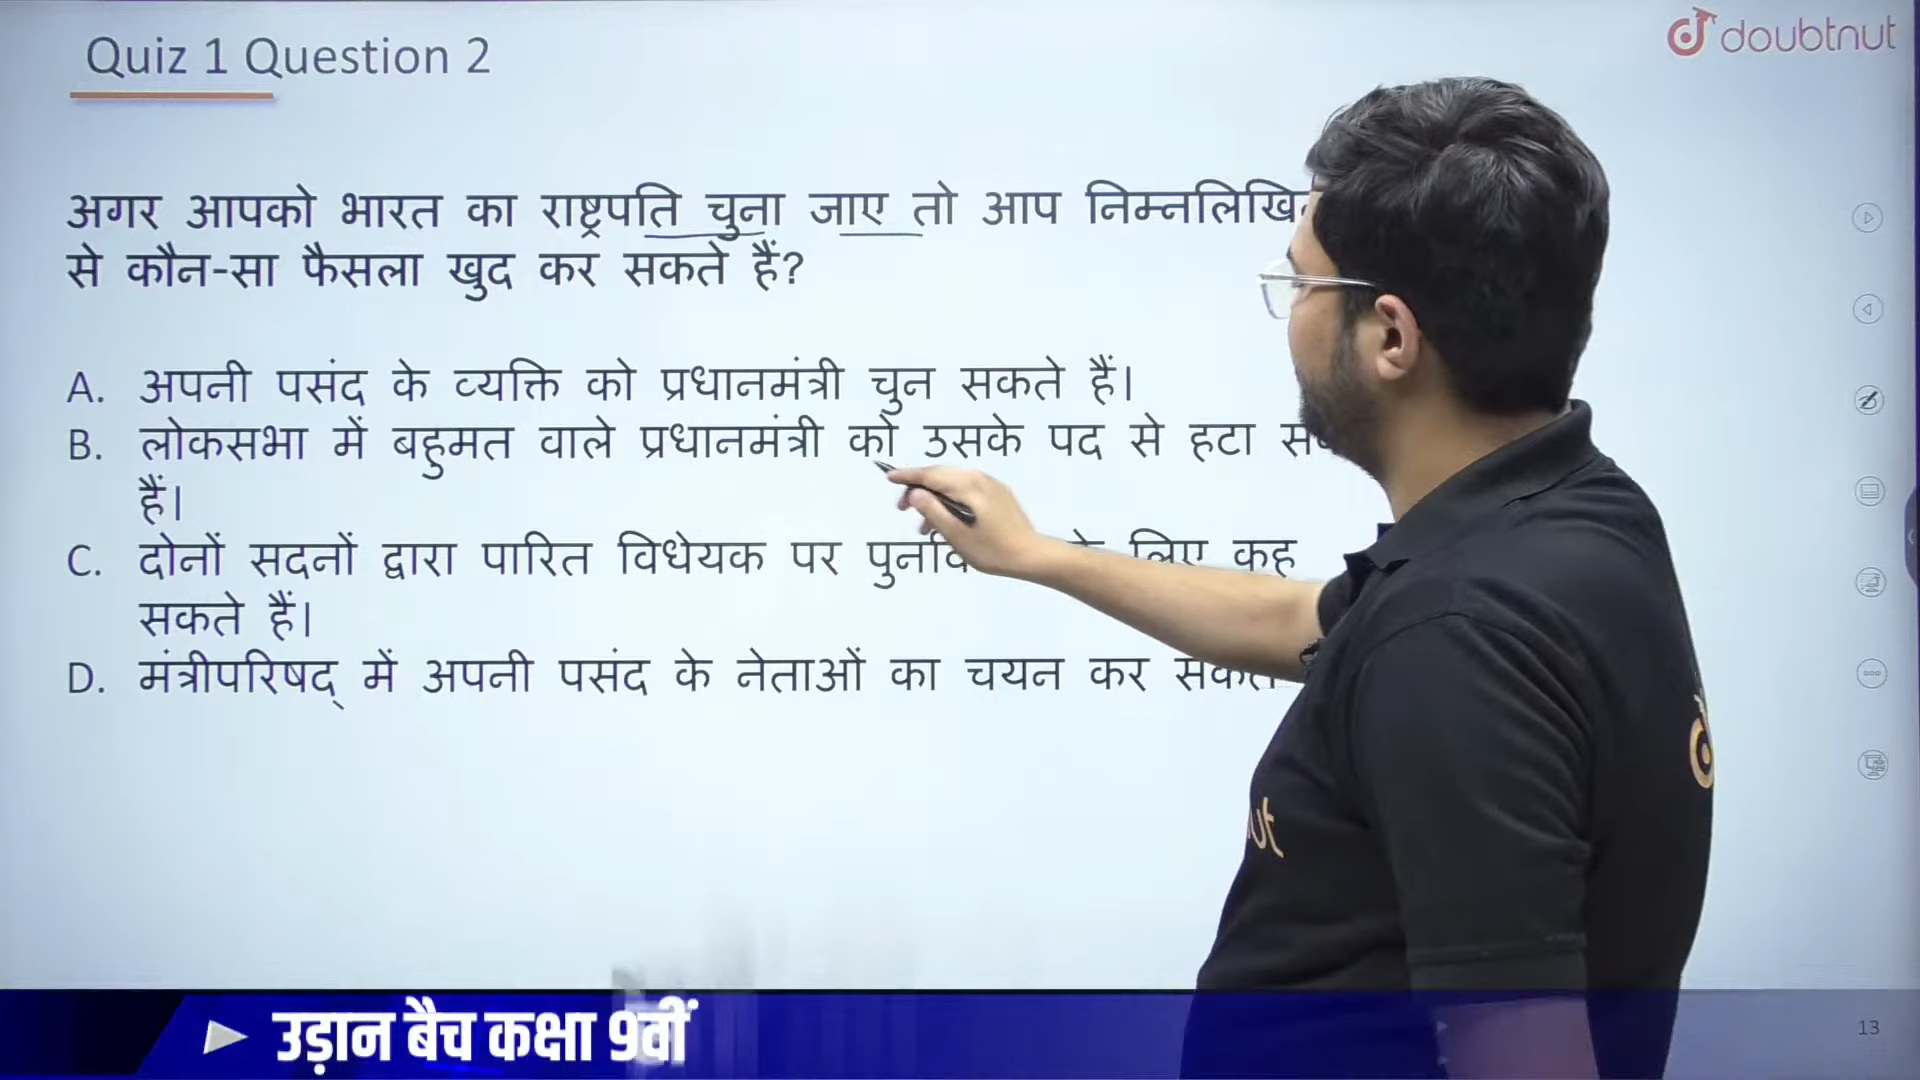 Quiz 1 Question 2
doubtnut
अगर आपको भारत का राष्ट्रपति चुना जाए तो आप
से कौन-सा फैसला खुद कर सकते हैं?
A. अपनी पसंद के व्यक्ति को प्रधानमंत्री चुन सकते हैं।
B. लोकसभा में बहुमत वाले प्रधानमंत्री को उसके पद से हटा
हैं।
C. दोनों सदनों द्वारा पारित विधेयक पर लिए कह
सकते हैं।
D. मंत्रीपरिषद् में अपनी पसंद के नेताओं का चयन कर
उड़ान बैच कक्षा 9वीं
13